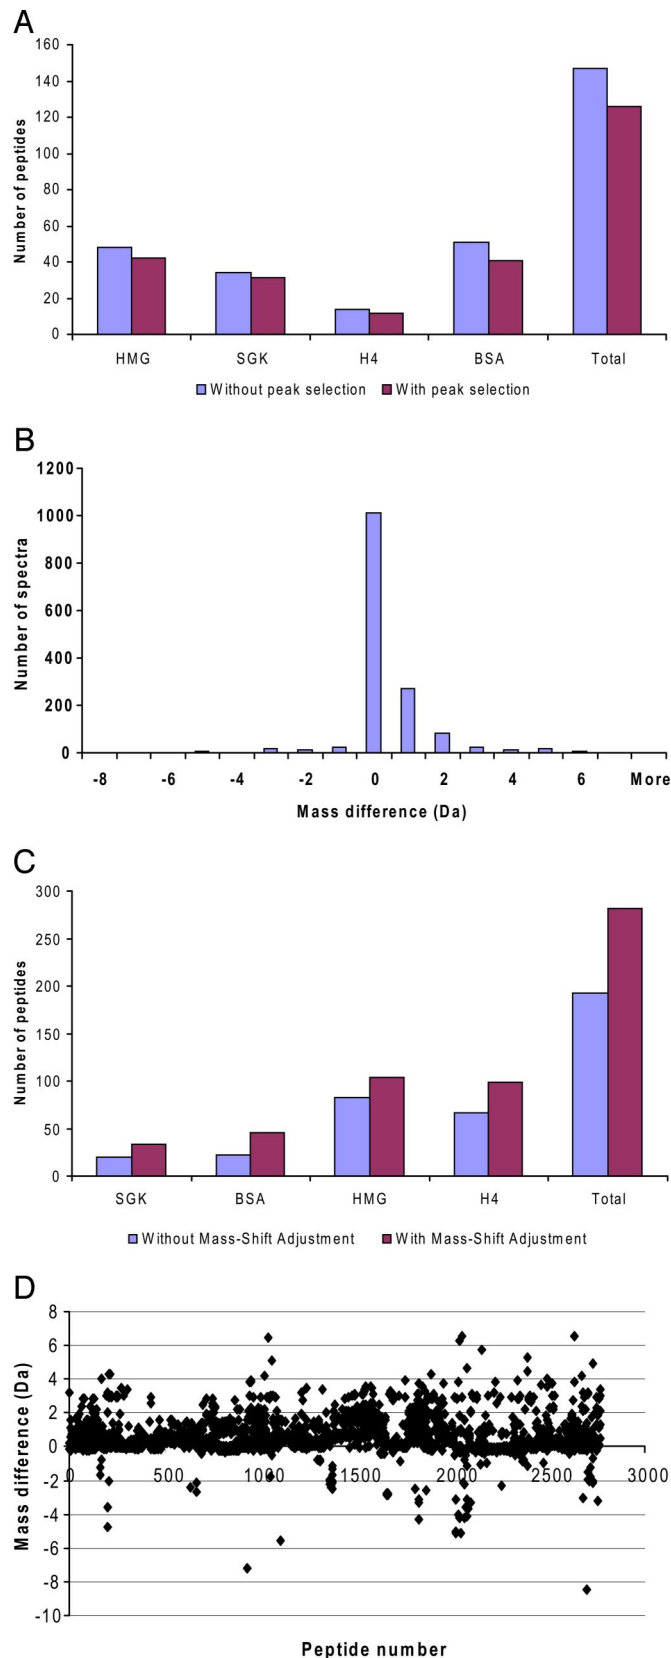 A
160
140
120
100
80
60
40
20
0
Number of peptides
HMG SGK H4 BSA Total
Without peak selection With peak selection
B
1200
1000
800
600
400
200
0
Number of spectra
-8 -6 -4 -2 0 2 4 6 More
Mass difference (Da)
C
300
250
200
150
100
50
0
Number of peptides
SGK BSA HMG H4 Total
Without Mass-Shift Adjustment With Mass-Shift Adjustment
D
8
6
4
2
0
-2
-4
-6
-8
-10
Mass difference (Da)
0 500 1000 1500 2000 2500 3000
Peptide number